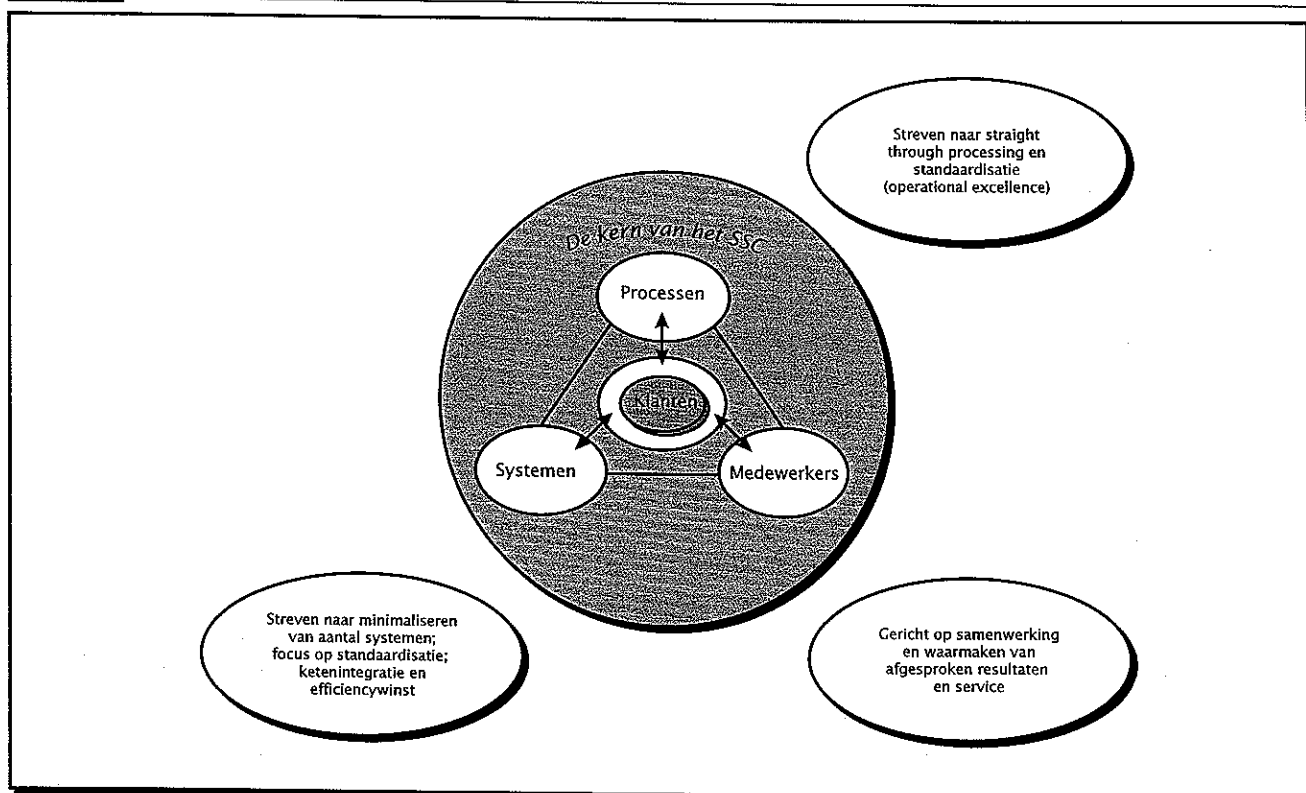 Streven naar straight
through processing en
standaardisatie
(operational excellence)
De kern van het SSC
Processen
Klanten
Systemen
Medewerkers
Streven naar minimaliseren
van aantal systemen;
focus op standaardisatie;
ketenintegratie en
efficiencywinst
Gericht op samenwerking
en waarmaken van
afgesproken resultaten
en service